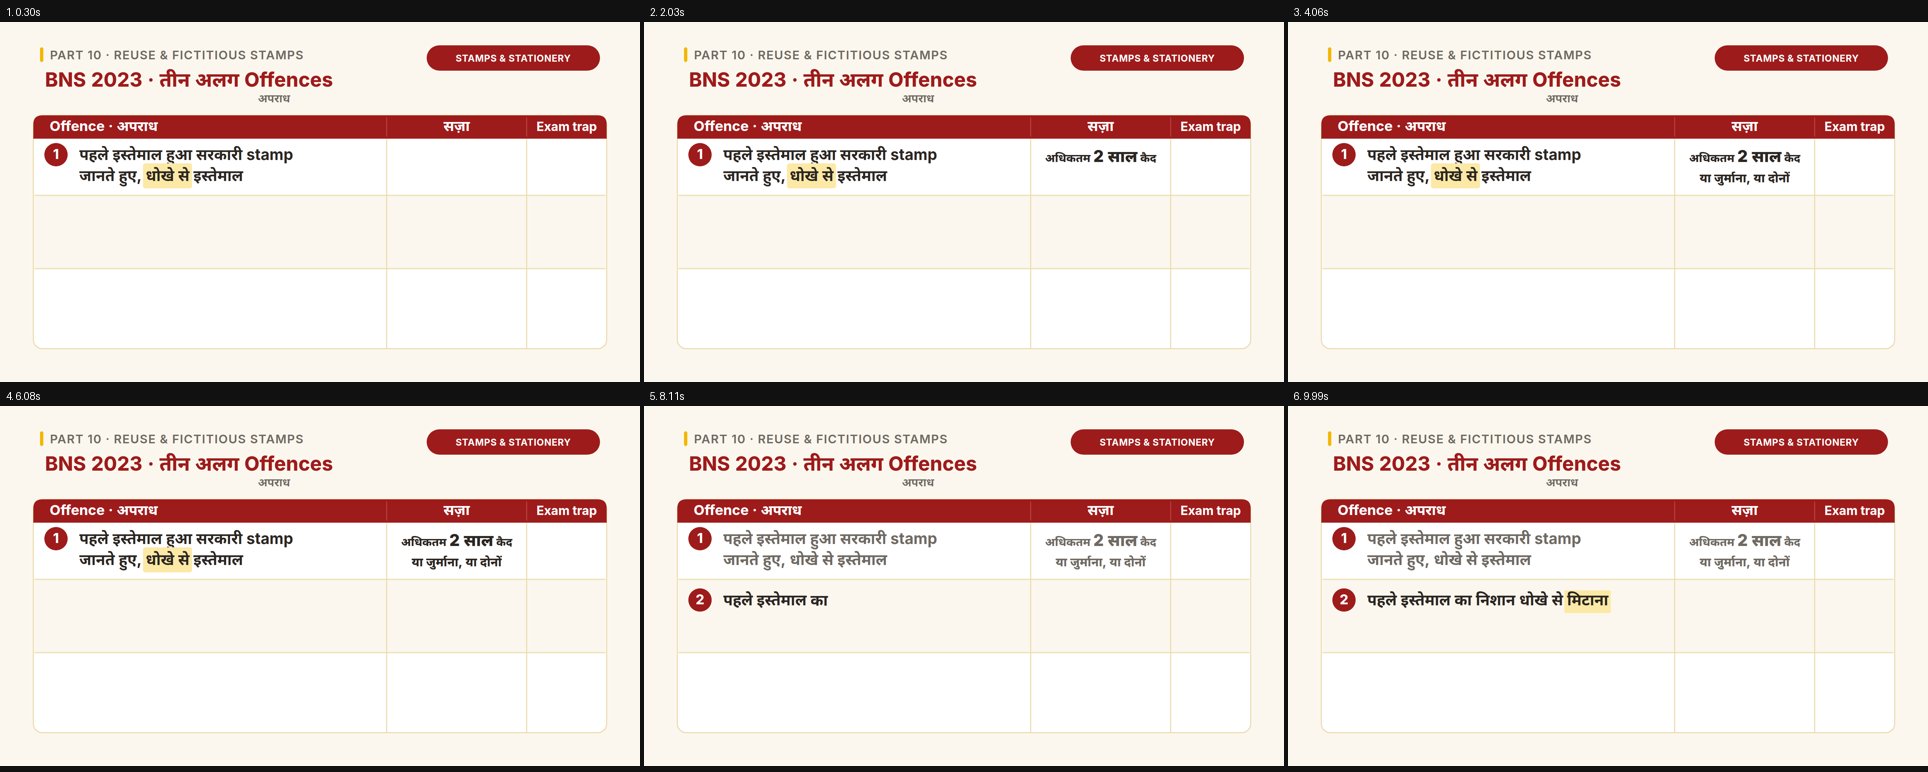 1. 0.30s
PART 10 · REUSE & FICTITIOUS STAMPS
STAMPS & STATIONERY
BNS 2023 · तीन अलग Offences
अपराध
Offence · अपराध सज़ा Exam trap
1 पहले इस्तेमाल हुआ सरकारी stamp
जानते हुए, धोखे से इस्तेमाल
2. 2.03s
PART 10 · REUSE & FICTITIOUS STAMPS
STAMPS & STATIONERY
BNS 2023 · तीन अलग Offences
अपराध
Offence · अपराध सज़ा Exam trap
1 पहले इस्तेमाल हुआ सरकारी stamp
जानते हुए, धोखे से इस्तेमाल
अधिकतम 2 साल कैद
3. 4.06s
PART 10 · REUSE & FICTITIOUS STAMPS
STAMPS & STATIONERY
BNS 2023 · तीन अलग Offences
अपराध
Offence · अपराध सज़ा Exam trap
1 पहले इस्तेमाल हुआ सरकारी stamp
जानते हुए, धोखे से इस्तेमाल
अधिकतम 2 साल कैद
या जुर्माना, या दोनों
4. 6.08s
PART 10 · REUSE & FICTITIOUS STAMPS
STAMPS & STATIONERY
BNS 2023 · तीन अलग Offences
अपराध
Offence · अपराध सज़ा Exam trap
1 पहले इस्तेमाल हुआ सरकारी stamp
जानते हुए, धोखे से इस्तेमाल
अधिकतम 2 साल कैद
या जुर्माना, या दोनों
5. 8.11s
PART 10 · REUSE & FICTITIOUS STAMPS
STAMPS & STATIONERY
BNS 2023 · तीन अलग Offences
अपराध
Offence · अपराध सज़ा Exam trap
1 पहले इस्तेमाल हुआ सरकारी stamp
जानते हुए, धोखे से इस्तेमाल
अधिकतम 2 साल कैद
या जुर्माना, या दोनों
2 पहले इस्तेमाल का
6. 9.99s
PART 10 · REUSE & FICTITIOUS STAMPS
STAMPS & STATIONERY
BNS 2023 · तीन अलग Offences
अपराध
Offence · अपराध सज़ा Exam trap
1 पहले इस्तेमाल हुआ सरकारी stamp
जानते हुए, धोखे से इस्तेमाल
अधिकतम 2 साल कैद
या जुर्माना, या दोनों
2 पहले इस्तेमाल का निशान धोखे से मिटाना